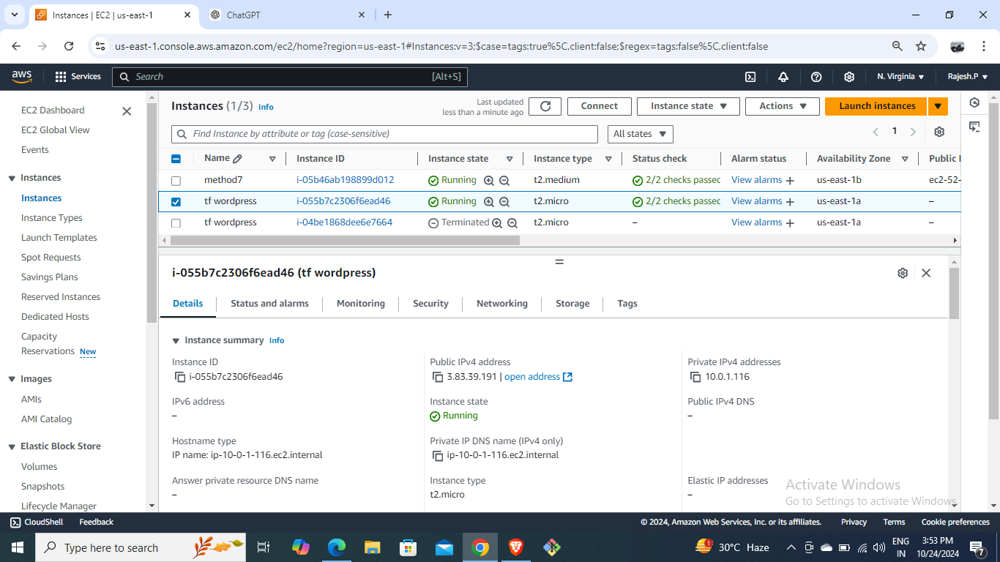 Instances | EC2 | us-east-1
ChatGPT
us-east-1.console.aws.amazon.com/ec2/home?region=us-east-1#Instances:v=3;$case=tags:true%5C,client:false;$regex=tags:false%5C,client:false
aws
Services
Search
[Alt+S]
N. Virginia
Rajesh.P
EC2 Dashboard
EC2 Global View
Events
Instances
Instances
Instance Types
Launch Templates
Spot Requests
Savings Plans
Reserved Instances
Dedicated Hosts
Capacity
Reservations New
Images
AMIs
AMI Catalog
Elastic Block Store
Volumes
Snapshots
Lifecycle Manager
Instances (1/3) Info
Last updated
less than a minute ago
Connect
Instance state
Actions
Launch instances
Find Instance by attribute or tag (case-sensitive)
All states
1
Name Instance ID Instance state Instance type Status check Alarm status Availability Zone Public I
method7 i-05b46ab198899d012 Running t2.medium 2/2 checks passec View alarms + us-east-1b ec2-52-
tf wordpress i-055b7c2306f6ead46 Running t2.micro 2/2 checks passec View alarms + us-east-1a –
tf wordpress i-04be1868dee6e7664 Terminated t2.micro – View alarms + us-east-1a –
i-055b7c2306f6ead46 (tf wordpress)
Details Status and alarms Monitoring Security Networking Storage Tags
Instance summary Info
Instance ID
i-055b7c2306f6ead46
Public IPv4 address
3.83.39.191 | open address
Private IPv4 addresses
10.0.1.116
IPv6 address
–
Instance state
Running
Public IPv4 DNS
–
Hostname type
IP name: ip-10-0-1-116.ec2.internal
Private IP DNS name (IPv4 only)
ip-10-0-1-116.ec2.internal
Answer private resource DNS name
–
Instance type
t2.micro
Elastic IP addresses
–
Activate Windows
Go to Settings to activate Windows
CloudShell Feedback
© 2024, Amazon Web Services, Inc. or its affiliates. Privacy Terms Cookie preferences
Type here to search
1
30°C Haze
ENG
IN
3:53 PM
10/24/2024
7